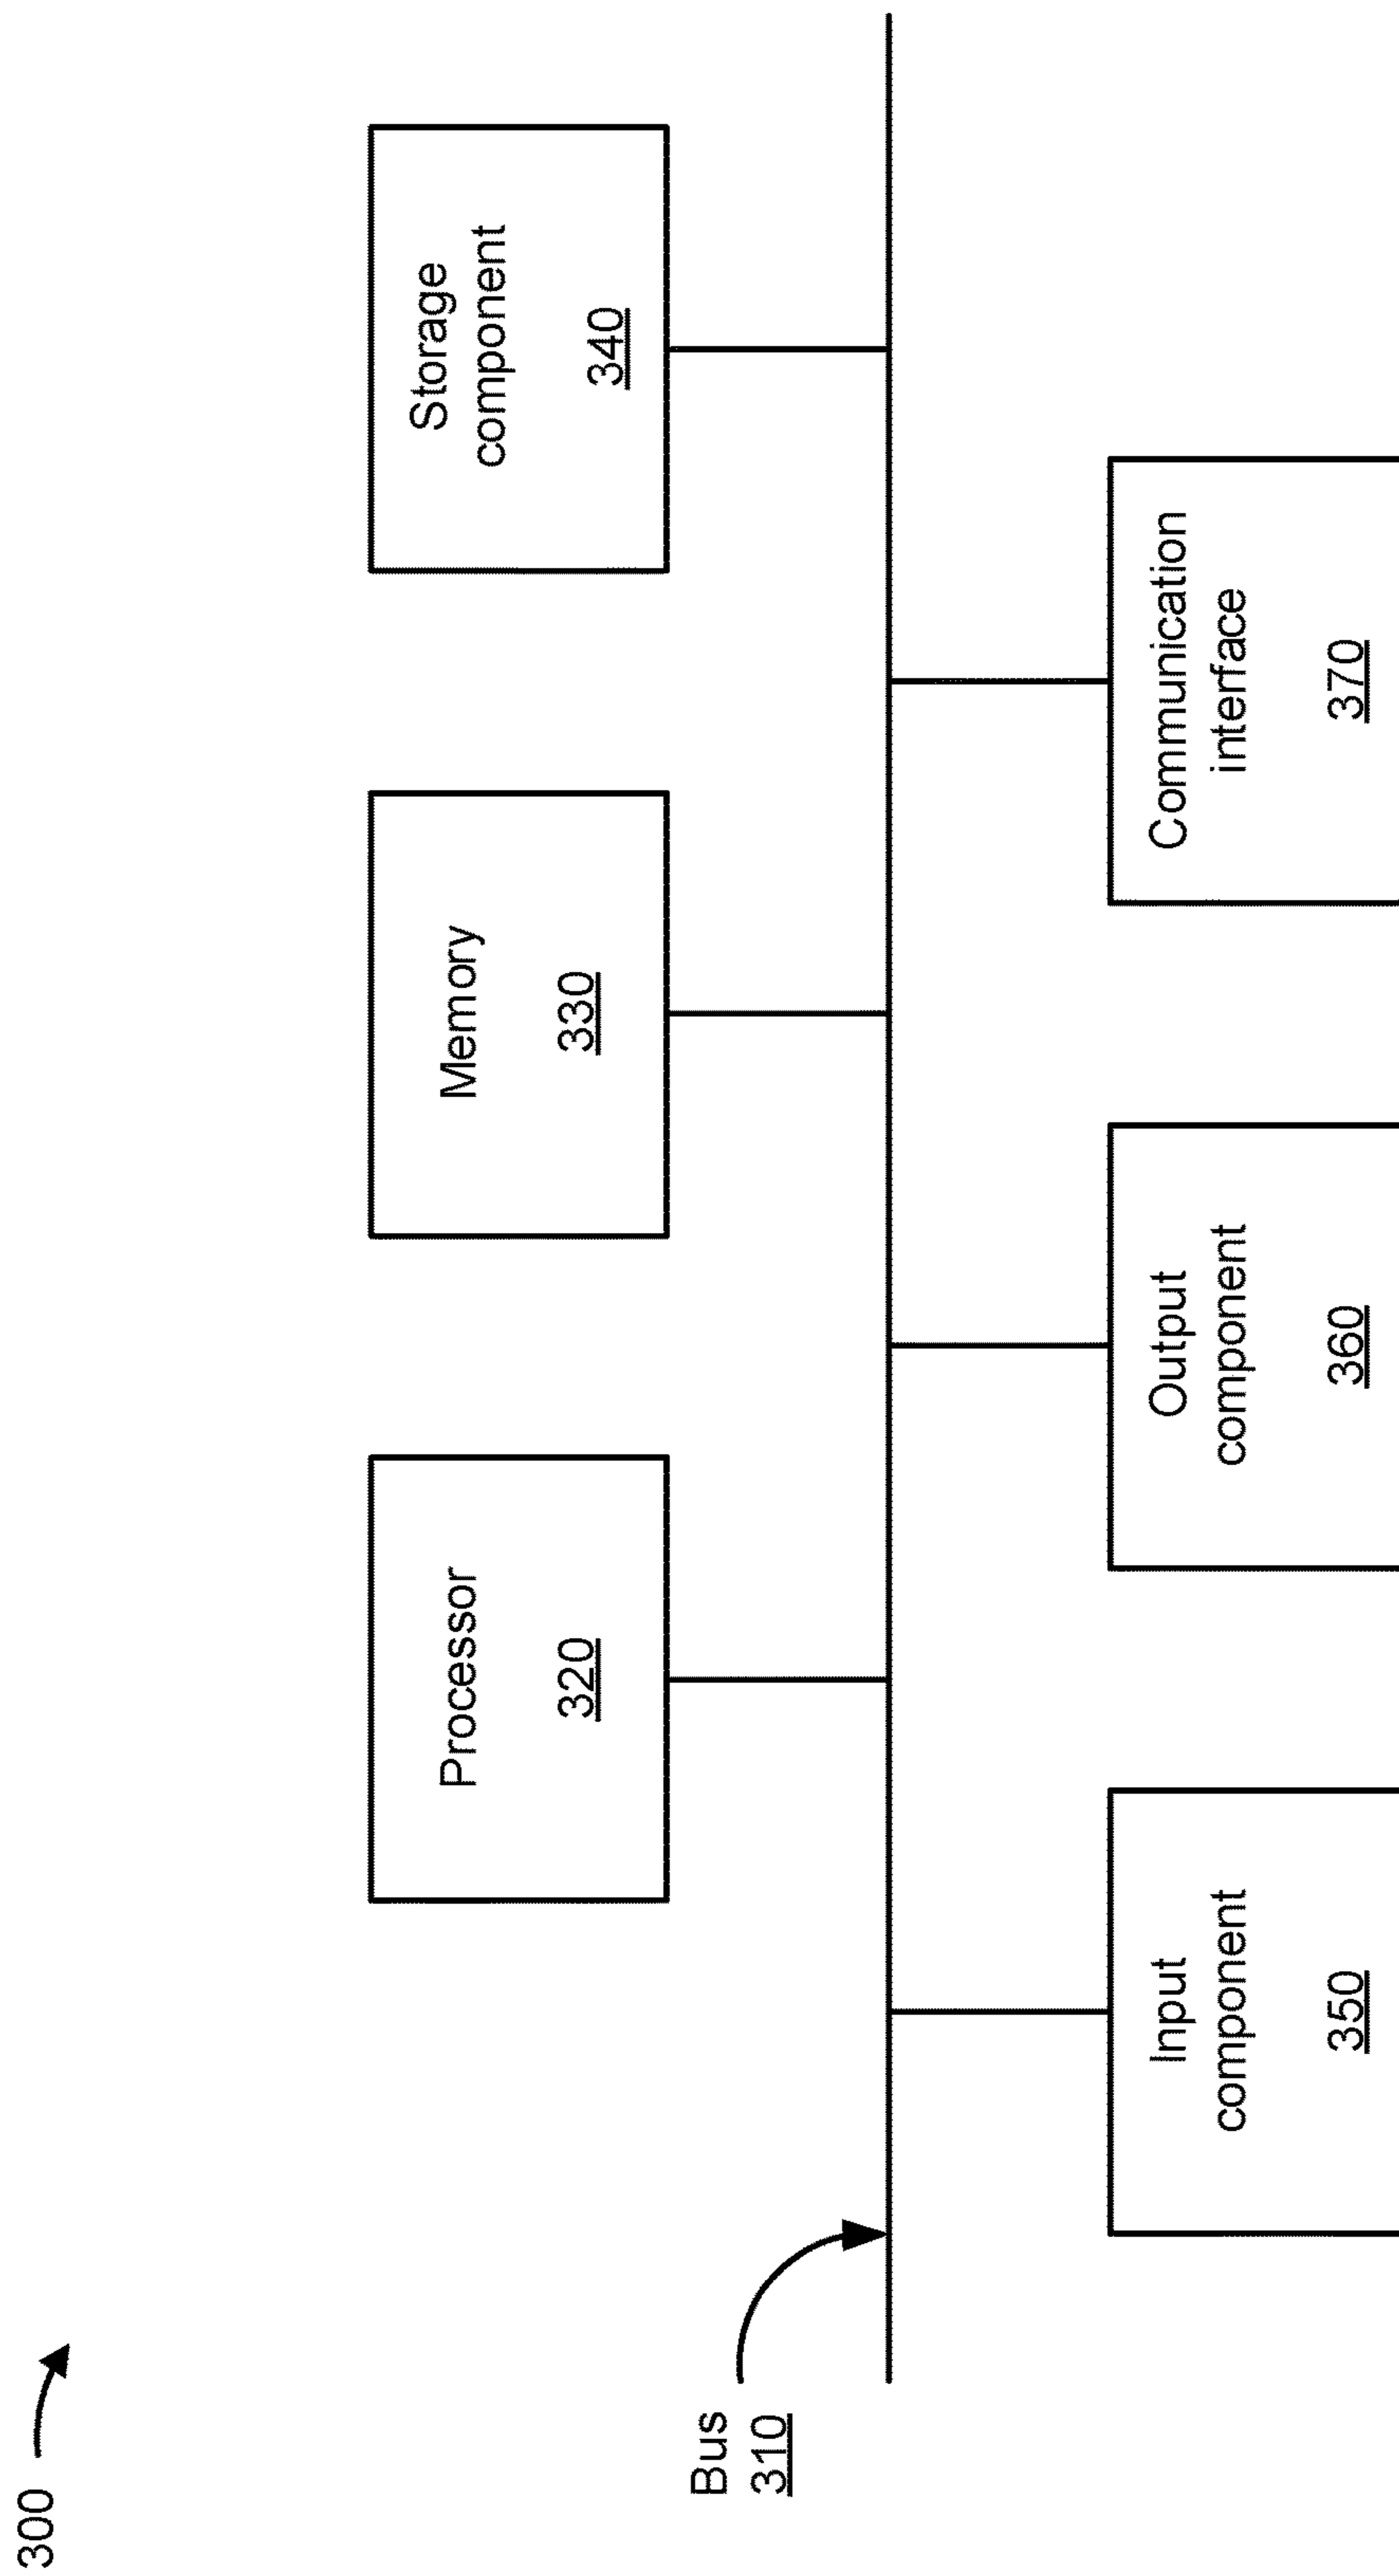 300
Processor
320
Memory
330
Storage
component
340
Bus
310
Input
component
350
Output
component
360
Communication
interface
370